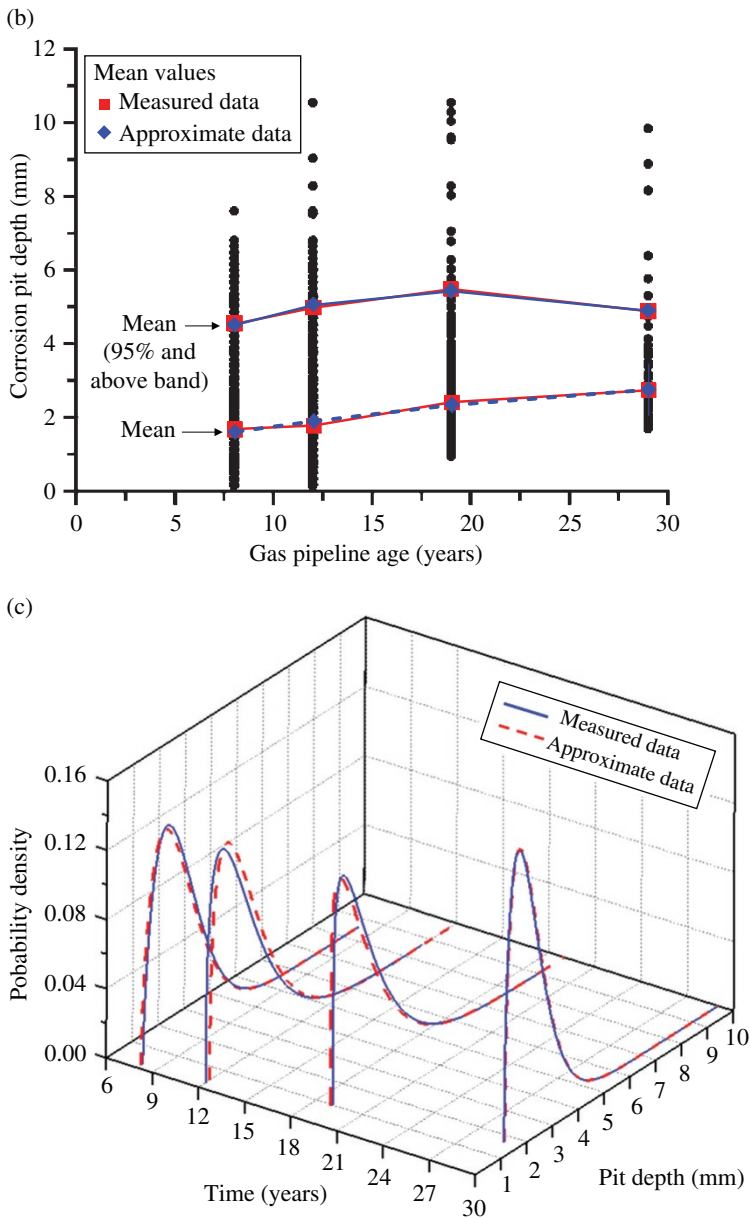 (b)
12
10
8
6
4
2
0
Corrosion pit depth (mm)
Mean values
Measured data
Approximate data
Mean
(95% and
above band)
Mean
0
5
10
15
20
25
30
Gas pipeline age (years)
(c)
Measured data
Approximate data
0.16
0.12
0.08
0.04
0.00
Pobability density
6
9
12
15
18
21
24
27
30
Time (years)
1
2
3
4
5
6
7
8
9
10
Pit depth (mm)